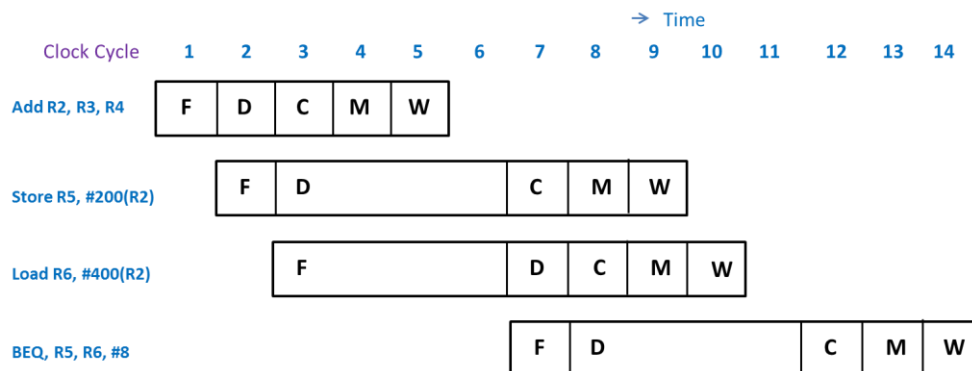 → Time
Clock Cycle 1 2 3 4 5 6 7 8 9 10 11 12 13 14
Add R2, R3, R4 F D C M W
Store R5, #200(R2) F D C M W
Load R6, #400(R2) F D C M W
BEQ, R5, R6, #8 F D C M W